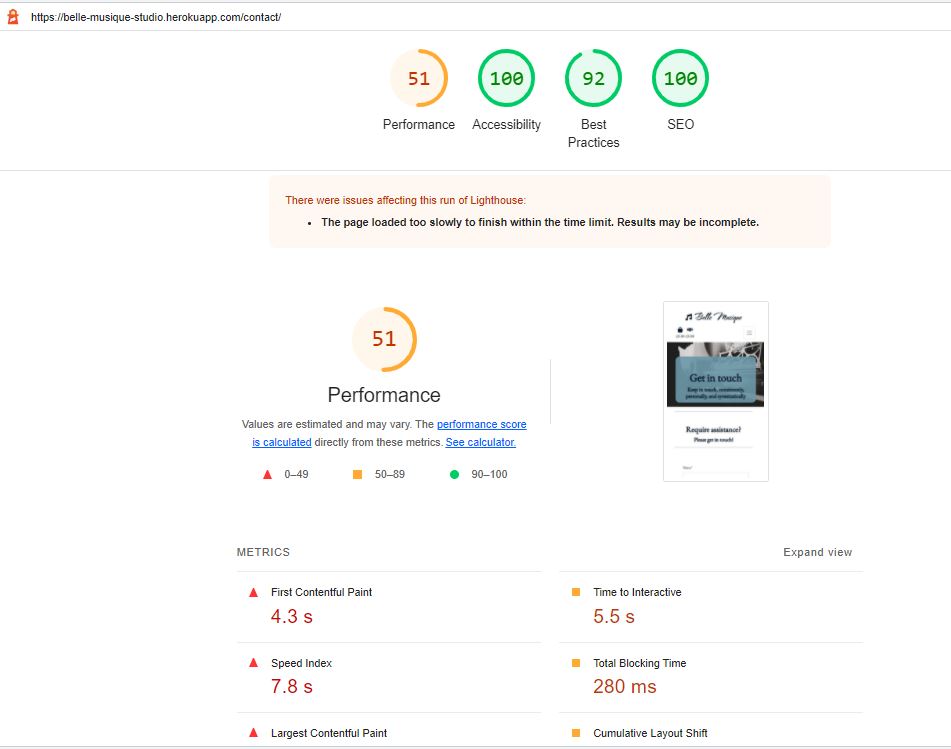 https://belle-musique-studio.herokuapp.com/contact/
51
100
92
100
Performance
Accessibility
Best
Practices
SEO
There were issues affecting this run of Lighthouse:
• The page loaded too slowly to finish within the time limit. Results may be incomplete.
51
Performance
Values are estimated and may vary. The performance score
is calculated directly from these metrics. See calculator.
0–49
50–89
90–100
Belle Musique
Get in touch
Keep in touch, consistently,
personally, and systematically
Require assistance?
Please get in touch!
METRICS
Expand view
First Contentful Paint
4.3 s
Time to Interactive
5.5 s
Speed Index
7.8 s
Total Blocking Time
280 ms
Largest Contentful Paint
Cumulative Layout Shift